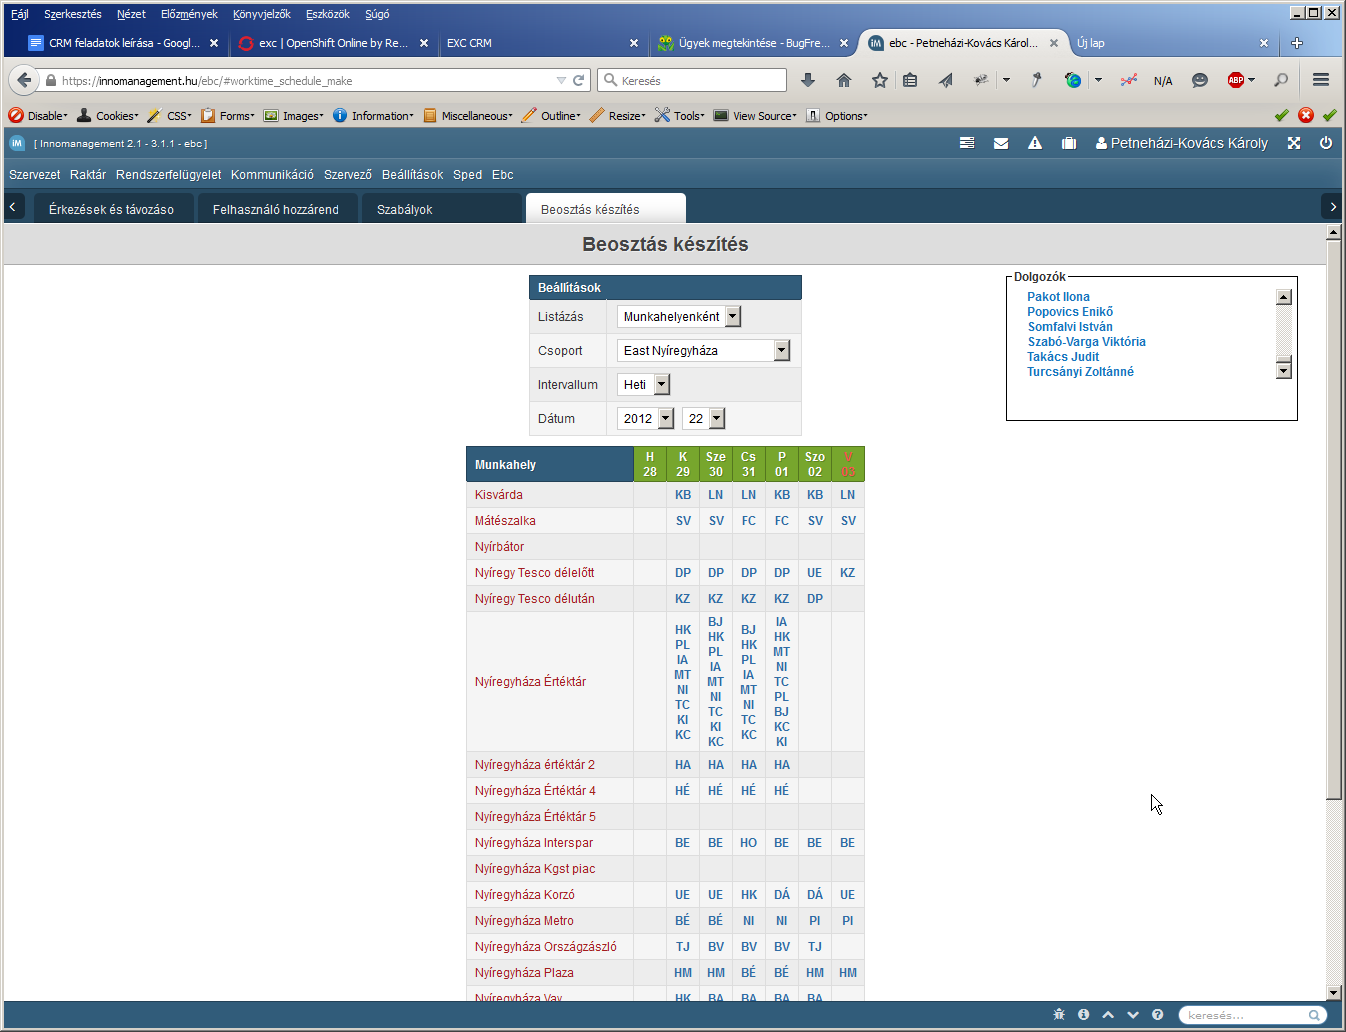 Fájl Szerkesztés Nézet Előzmények Könyvjelzők Eszközök Súgó
CRM feladatok leírása - Googl... exc | OpenShift Online by Re... EXC CRM Ügyek megtekintése - BugFre... ebc - Petneházi-Kovács Károl... Új lap
https://innomanagement.hu/ebc/#worktime_schedule_make Keresés N/A ABP
Disable Cookies CSS Forms Images Information Miscellaneous Outline Resize Tools View Source Options
iM [ Innomanagement 2.1 - 3.1.1 - ebc ] Petneházi-Kovács Károly
Szervezet Raktár Rendszerfelügyelet Kommunikáció Szervező Beállítások Sped Ebc
Érkezések és távozáso Felhasználó hozzárend Szabályok Beosztás készítés
Beosztás készítés
Beállítások
Listázás Munkahelyenként
Csoport East Nyíregyháza
Intervallum Heti
Dátum 2012 22
Dolgozók
Pakot Ilona
Popovics Enikő
Somfalvi István
Szabó-Varga Viktória
Takács Judit
Turcsányi Zoltánné
Munkahely H 28 K 29 Sze 30 Cs 31 P 01 Szo 02 V 03
Kisvárda KB LN LN KB KB LN
Mátészalka SV SV FC FC SV SV
Nyírbátor
Nyíregy Tesco délelőtt DP DP DP DP UE KZ
Nyíregy Tesco délután KZ KZ KZ KZ DP
Nyíregyháza Értéktár
HK PL IA MT NI TC KI KC
BJ HK PL IA MT NI TC KI KC
BJ HK PL IA MT NI TC KC
IA HK MT NI TC PL BJ KC KI
Nyíregyháza értéktár 2 HA HA HA HA
Nyíregyháza Értéktár 4 HÉ HÉ HÉ HÉ
Nyíregyháza Értéktár 5
Nyíregyháza Interspar BE BE HO BE BE BE
Nyíregyháza Kgst piac
Nyíregyháza Korzó UE UE HK DÁ DÁ UE
Nyíregyháza Metro BÉ BÉ NI NI PI PI
Nyíregyháza Országzászló TJ BV BV BV TJ
Nyíregyháza Plaza HM HM BÉ BÉ HM HM
Nyíregyháza Vay HK BA BA BA BA
keresés...